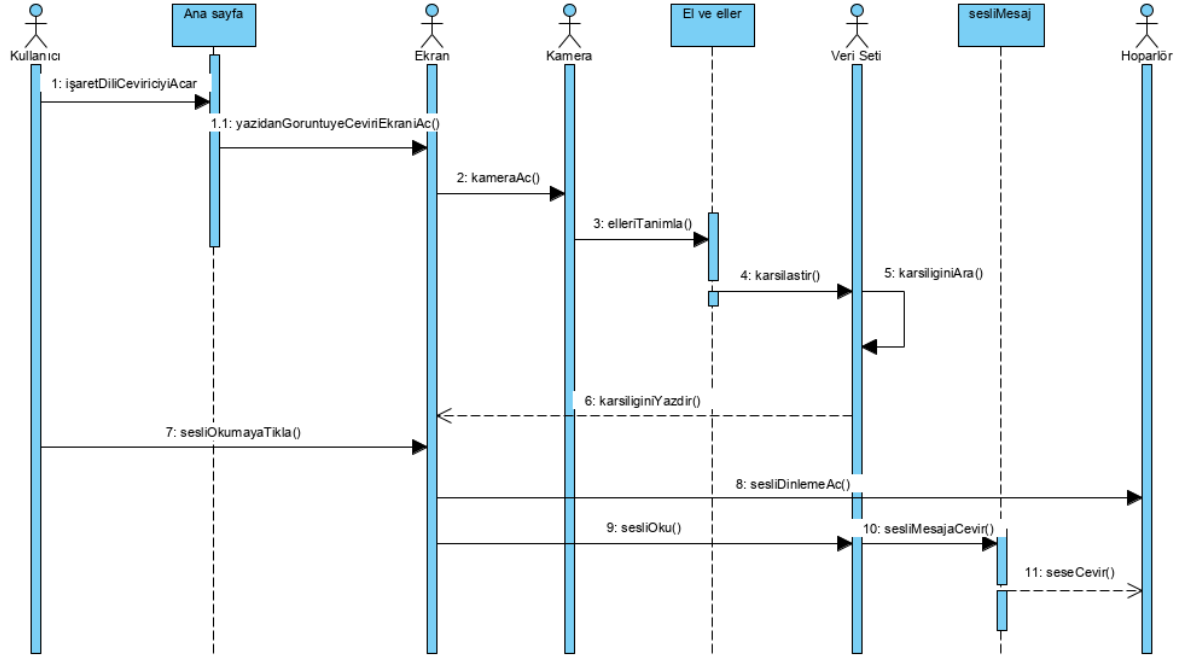 Ana sayfa
El ve eller
sesliMesaj
Kullanıcı
Ekran
Kamera
Veri Seti
Hoparlör
1: işaretDiliCeviriciyiAcar
1.1: yazidanGoruntuyeCeviriEkraniAc()
2: kameraAc()
3: elleriTanimla()
4: karsilastir()
5: karsiliginiAra()
6: karsiliginiYazdir()
7: sesliOkumayaTikla()
8: sesliDinlemeAc()
9: sesliOku()
10: sesliMesajaCevir()
11: seseCevir()